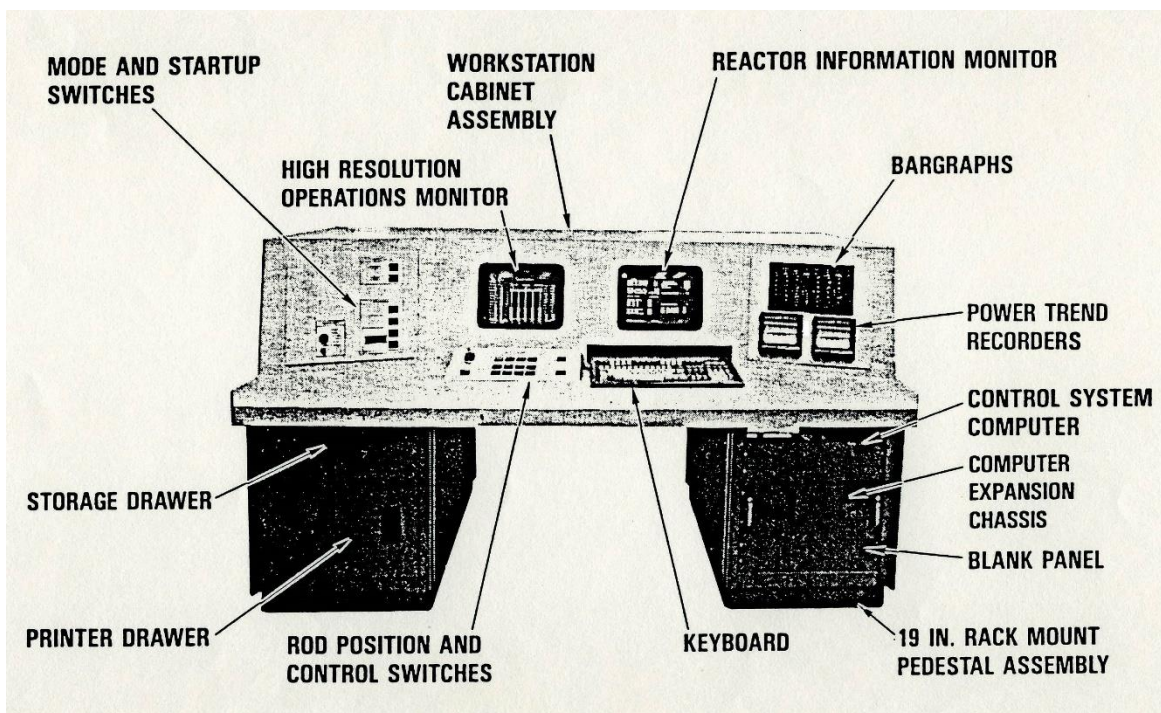 MODE AND STARTUP
SWITCHES
WORKSTATION
CABINET
ASSEMBLY
REACTOR INFORMATION MONITOR
HIGH RESOLUTION
OPERATIONS MONITOR
BARGRAPHS
POWER TREND
RECORDERS
CONTROL SYSTEM
COMPUTER
COMPUTER
EXPANSION
CHASSIS
STORAGE DRAWER
BLANK PANEL
PRINTER DRAWER
ROD POSITION AND
CONTROL SWITCHES
KEYBOARD
19 IN. RACK MOUNT
PEDESTAL ASSEMBLY